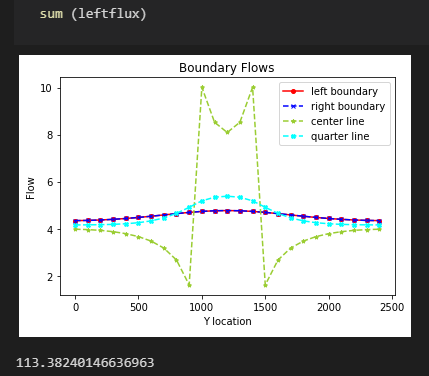 sum (leftflux)
Boundary Flows
left boundary
right boundary
center line
quarter line
10
8
6
4
2
Flow
0 500 1000 1500 2000 2500
Y location
113.38240146636963